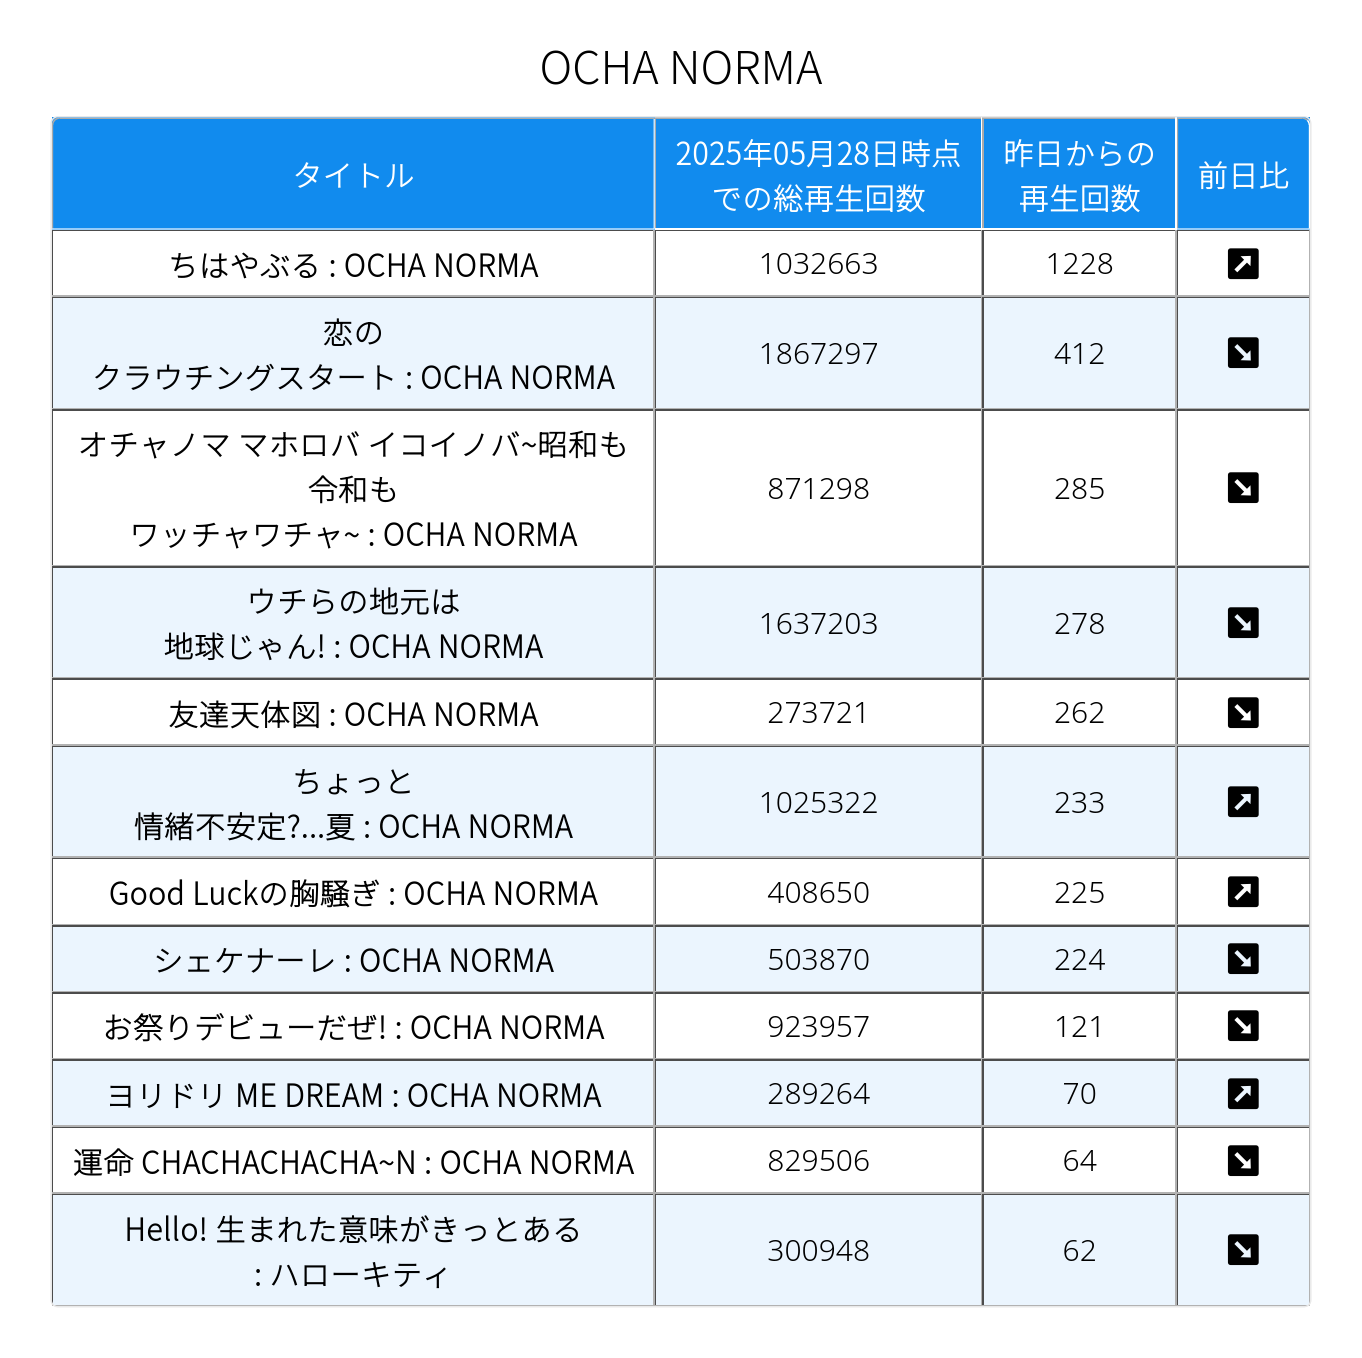 OCHA NORMA
タイトル
2025年05月28日時点
での総再生回数
昨日からの
再生回数
前日比
ちはやぶる : OCHA NORMA
1032663
1228
恋の
クラウチングスタート : OCHA NORMA
1867297
412
オチャノマ マホロバ イコイノバ~昭和も
令和も
ワッチャワチャ~ : OCHA NORMA
871298
285
ウチらの地元は
地球じゃん! : OCHA NORMA
1637203
278
友達天体図 : OCHA NORMA
273721
262
ちょっと
情緒不安定?...夏 : OCHA NORMA
1025322
233
Good Luckの胸騒ぎ : OCHA NORMA
408650
225
シェケナーレ : OCHA NORMA
503870
224
お祭りデビューだぜ! : OCHA NORMA
923957
121
ヨリドリ ME DREAM : OCHA NORMA
289264
70
運命 CHACHACHACHA~N : OCHA NORMA
829506
64
Hello! 生まれた意味がきっとある
: ハローキティ
300948
62